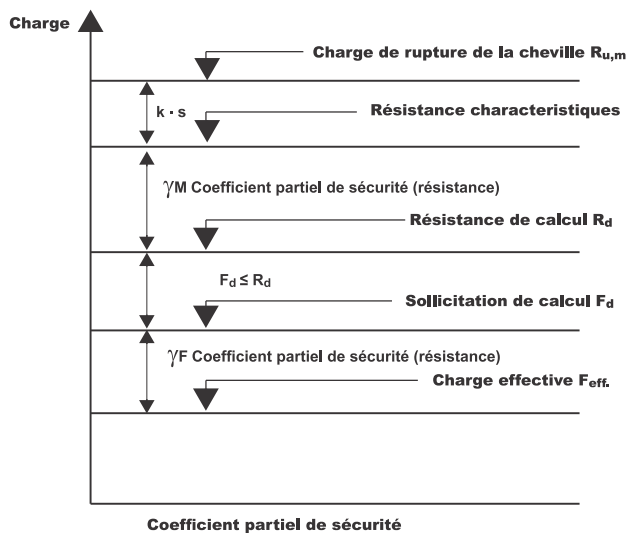 Charge
Charge de rupture de la cheville Ru,m
k · s
Résistance characteristiques
γM Coefficient partiel de sécurité (résistance)
Résistance de calcul Rd
Fd ≤ Rd
Sollicitation de calcul Fd
γF Coefficient partiel de sécurité (résistance)
Charge effective Feff.
Coefficient partiel de sécurité